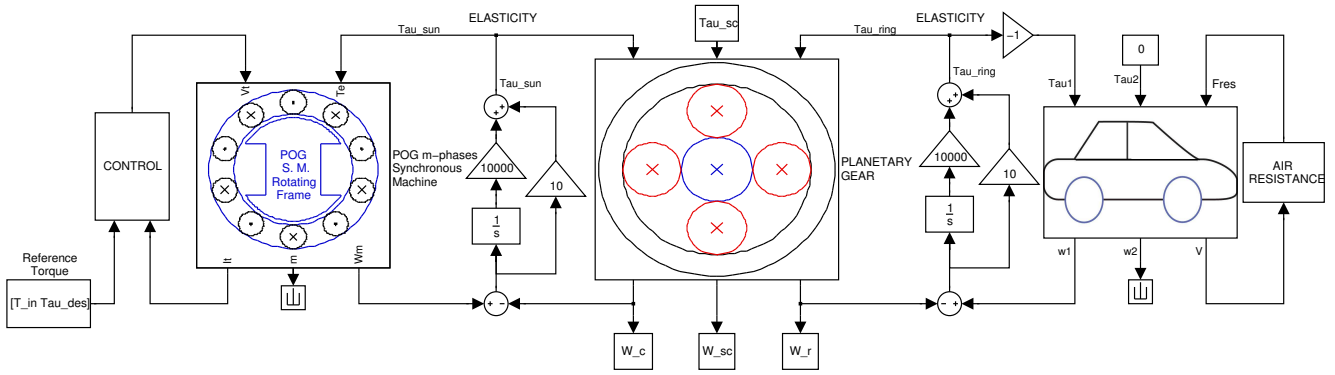 ELASTICITY
Tau_sc
ELASTICITY
Tau_sun
Tau_ring
−1
0
Vt
Te
Tau_sun
Tau_ring
Tau1
Tau2
Fres
+
+
+
+
CONTROL
POG
S. M.
Rotating
Frame
POG m−phases
Synchronous
Machine
10000
10
PLANETARY
GEAR
10000
10
AIR
RESISTANCE
1
s
1
s
Reference
Torque
It
m
Wm
w1
w2
V
[T_in Tau_des]
+
−
−
+
W_c
W_sc
W_r